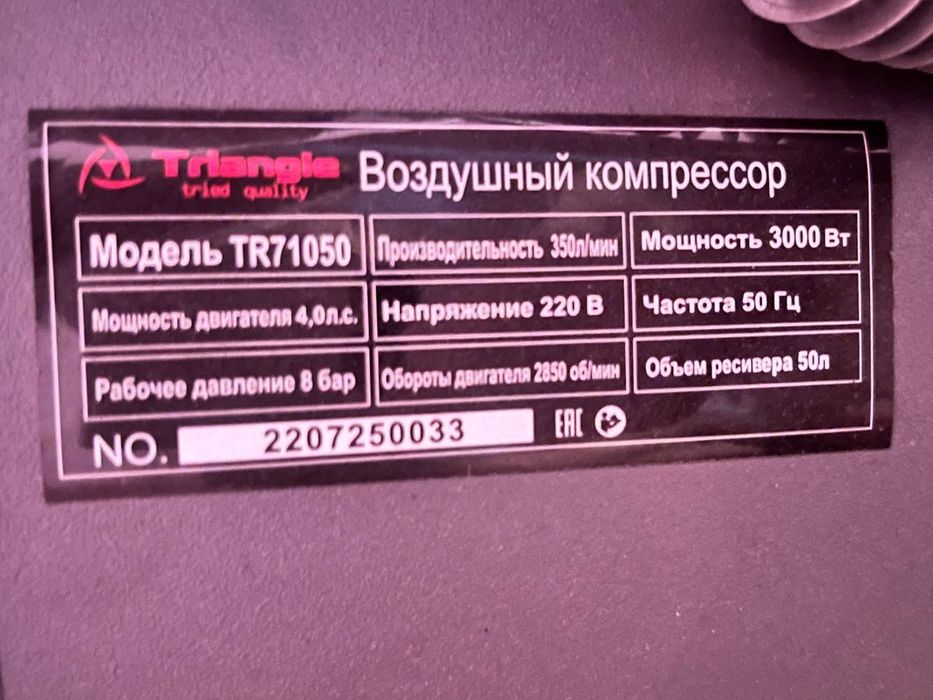 Triangle
tried quality
Воздушный компрессор
Модель TR71050
Производительность 350л/мин
Мощность 3000 Вт
Мощность двигателя 4,0л.с.
Напряжение 220 В
Частота 50 Гц
Рабочее давление 8 бар
Обороты двигателя 2850 об/мин
Объем ресивера 50л
NO. 2207250033
EAC